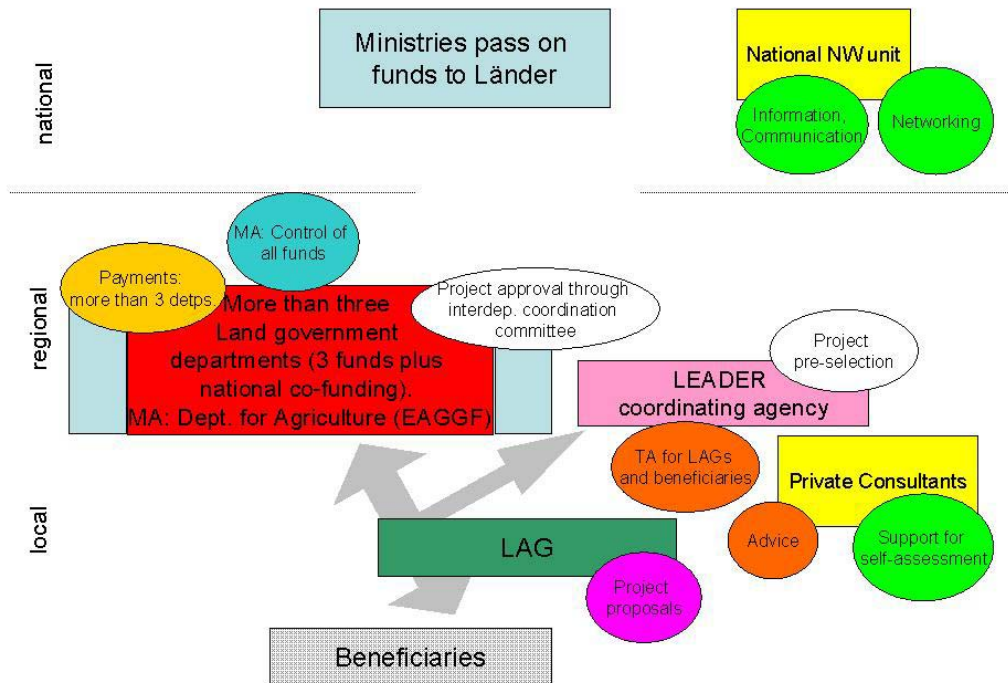 national
Ministries pass on
funds to Länder
National NW unit
Information,
Communication
Networking
regional
MA: Control of
all funds
Payments:
more than 3 detps.
More than three
Land government
departments (3 funds plus
national co-funding).
MA: Dept. for Agriculture (EAGGF)
Project approval through
interdep. coordination
committee
Project
pre-selection
LEADER
coordinating agency
local
TA for LAGs
and beneficiaries
Private Consultants
Advice
Support for
self-assessment
LAG
Project
proposals
Beneficiaries